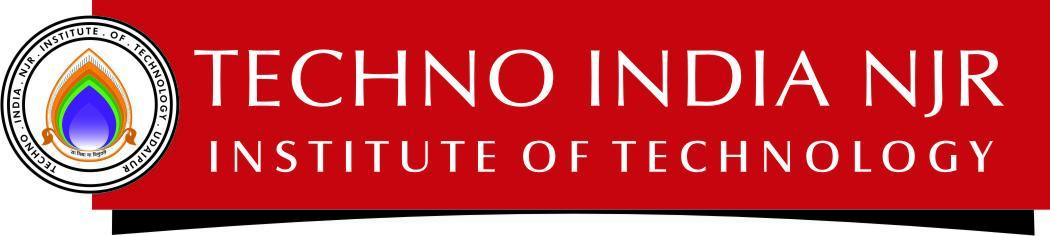 TECHNO . INDIA . NJR . INSTITUTE . OF . TECHNOLOGY . UDAIPUR
TECHNO INDIA NJR
INSTITUTE OF TECHNOLOGY